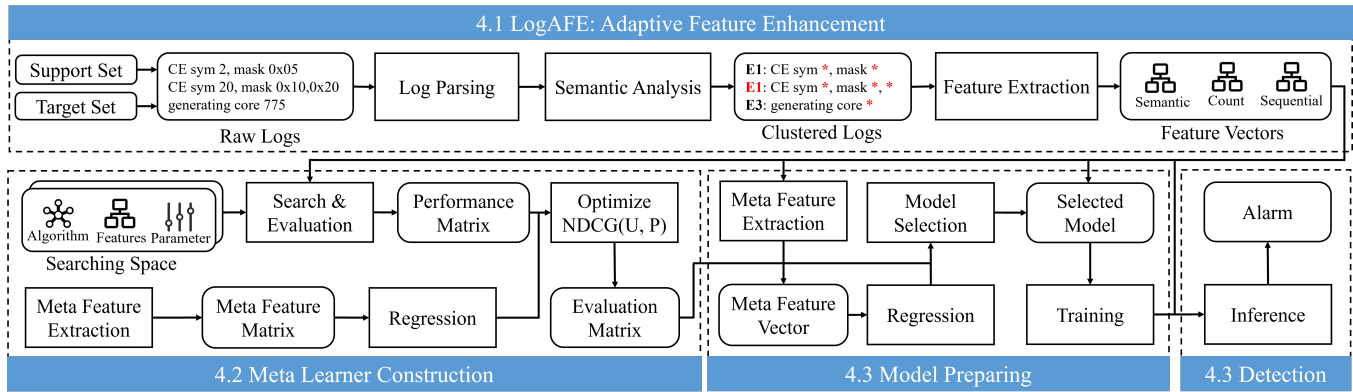 4.1 LogAFE: Adaptive Feature Enhancement
Support Set
Target Set
CE sym 2, mask 0x05
CE sym 20, mask 0x10,0x20
generating core 775
Raw Logs
Log Parsing
Semantic Analysis
E1: CE sym *, mask *
E1: CE sym *, mask *, *
E3: generating core *
Clustered Logs
Feature Extraction
Semantic
Count
Sequential
Feature Vectors
Algorithm
Features
Parameter
Searching Space
Search &
Evaluation
Performance
Matrix
Optimize
NDCG(U, P)
Meta Feature
Extraction
Meta Feature
Matrix
Regression
Evaluation
Matrix
4.2 Meta Learner Construction
Meta Feature
Extraction
Model
Selection
Selected
Model
Meta Feature
Vector
Regression
Training
4.3 Model Preparing
Alarm
Inference
4.3 Detection